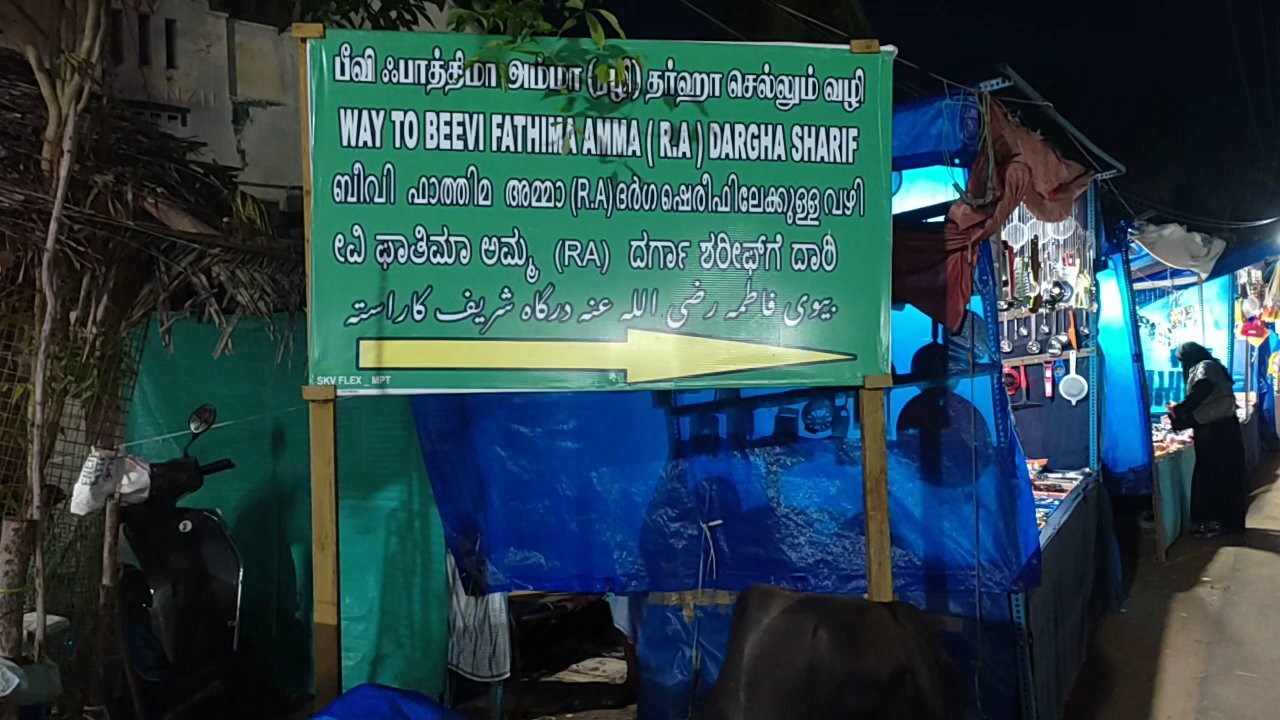 பீவி ஃபாத்திமா அம்மா (ரழி) தர்ஹா செல்லும் வழி
WAY TO BEEVI FATHIMA AMMA ( R.A ) DARGHA SHARIF
ബീവി ഫാത്തിമ അമ്മാ (R.A) ദർഗ ഷെരീഫിലേക്കുള്ള വഴി
ಬೀವಿ ಫಾತಿಮಾ ಅಮ್ಮ (RA) ದರ್ಗಾ ಶರೀಫ್‌ಗೆ ದಾರಿ
بیوی فاطمہ رضی اللہ عنہ درگاہ شریف کا راستہ
SKV FLEX _ MPT